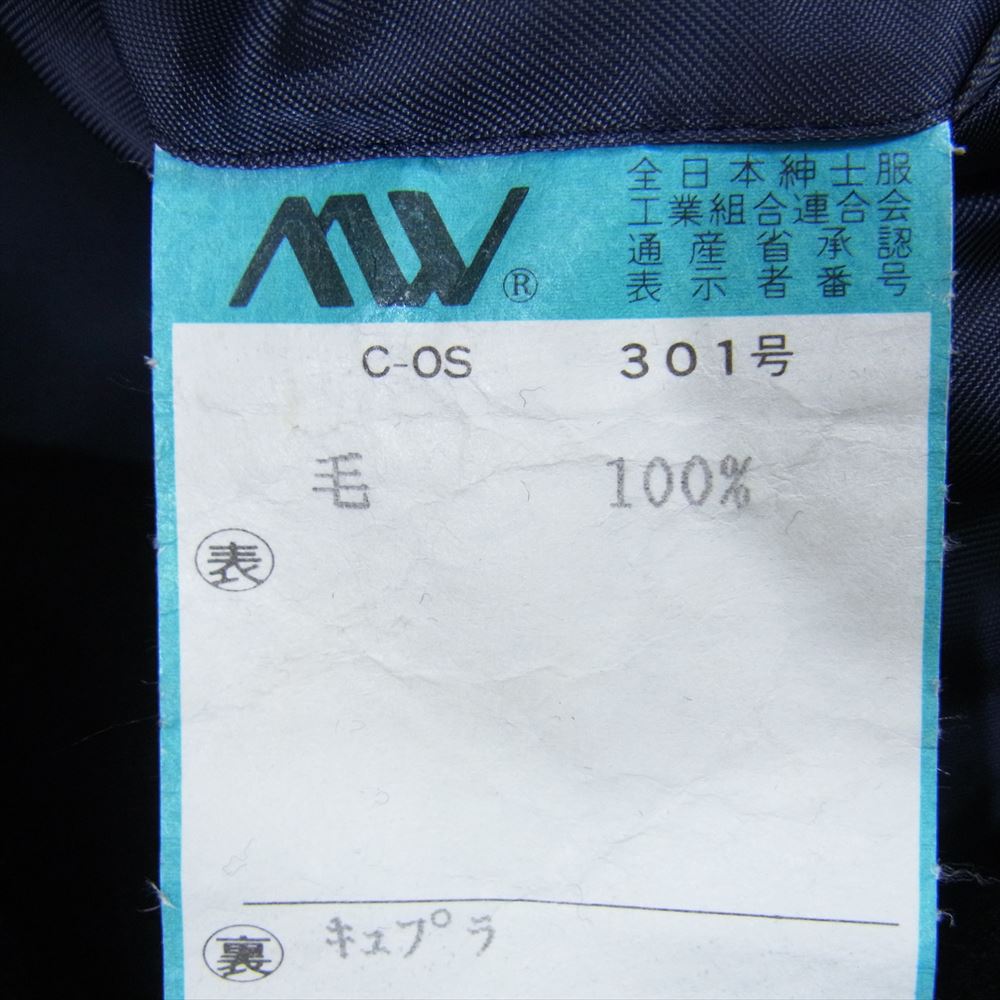 MW®
全日本紳士服
工業組合連合会
通産省承認
表示者番号
C-OS 301号
毛 100%
表
裏 キュプラ